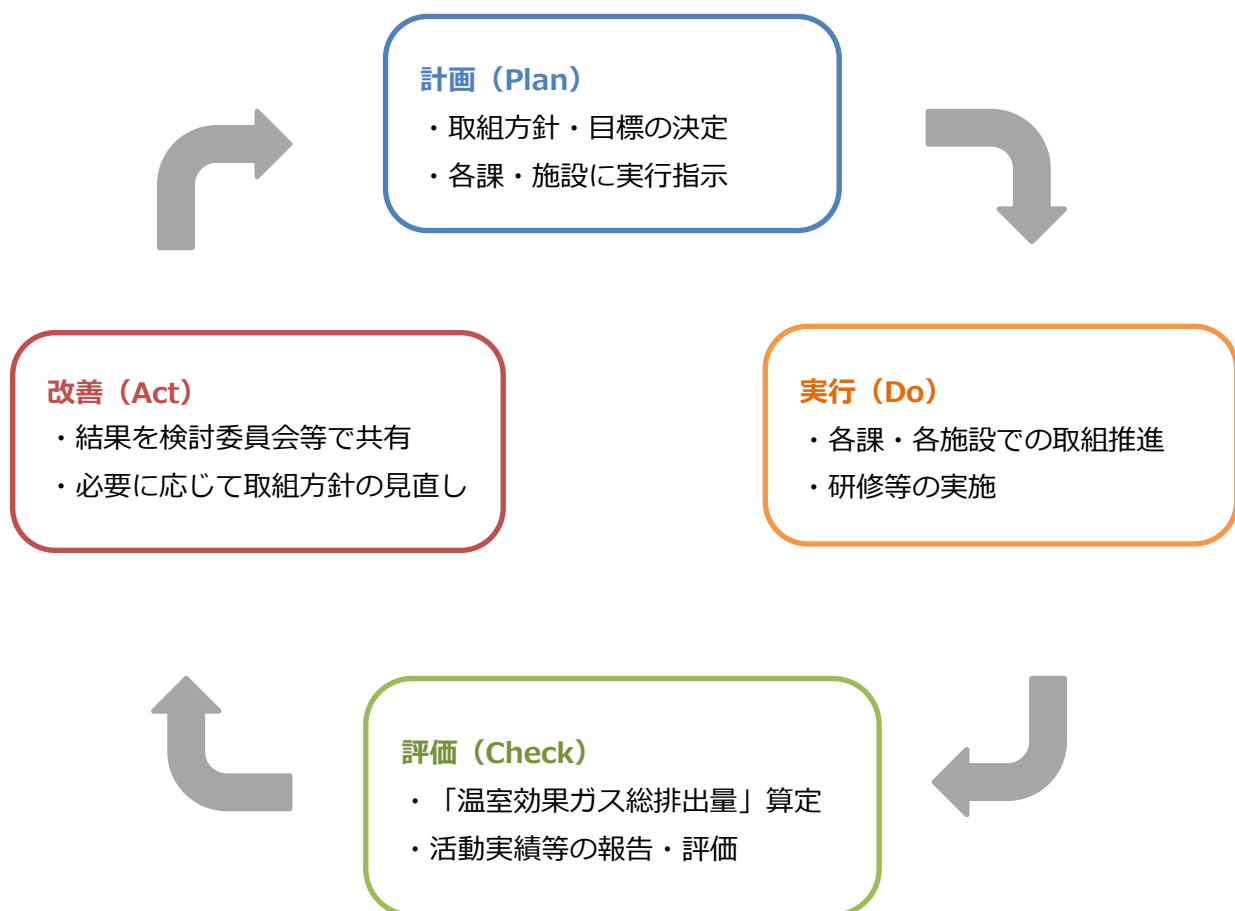 計画（Plan）
・取組方針・目標の決定
・各課・施設に実行指示
実行（Do）
・各課・各施設での取組推進
・研修等の実施
評価（Check）
・「温室効果ガス総排出量」算定
・活動実績等の報告・評価
改善（Act）
・結果を検討委員会等で共有
・必要に応じて取組方針の見直し